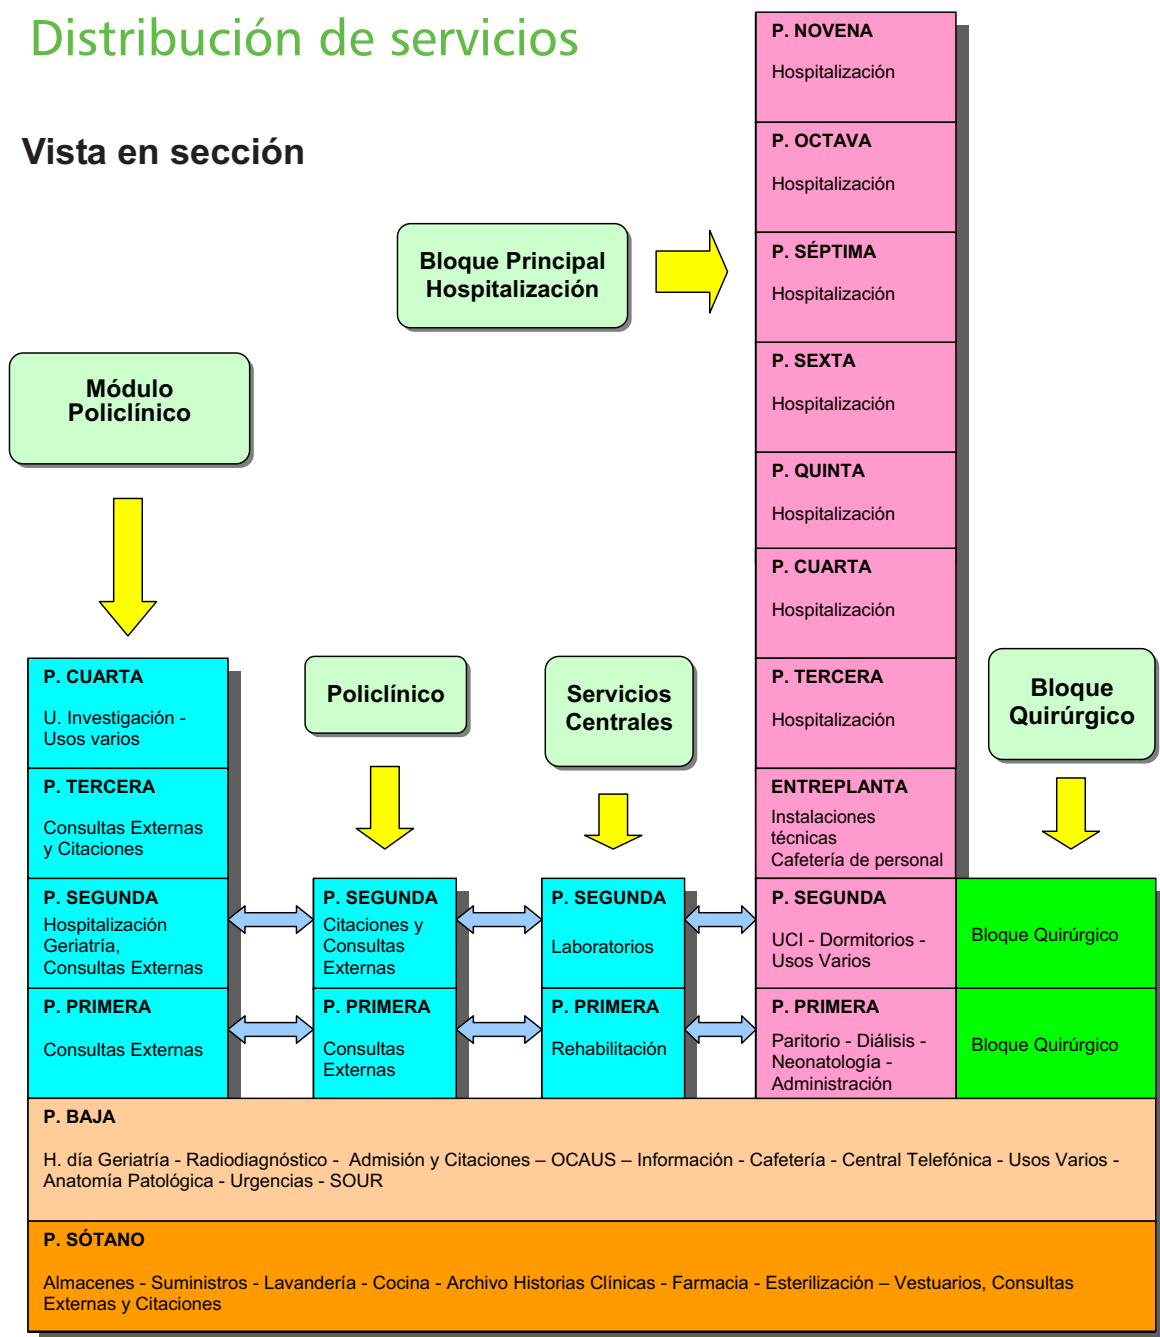 Distribución de servicios
Vista en sección
P. NOVENA
Hospitalización
P. OCTAVA
Hospitalización
P. SÉPTIMA
Hospitalización
P. SEXTA
Hospitalización
P. QUINTA
Hospitalización
P. CUARTA
Hospitalización
P. TERCERA
Hospitalización
ENTREPLANTA
Instalaciones
técnicas
Cafetería de personal
P. SEGUNDA
UCI - Dormitorios -
Usos Varios
P. PRIMERA
Paritorio - Diálisis -
Neonatología -
Administración
Bloque Principal
Hospitalización
Módulo
Policlínico
P. CUARTA
U. Investigación -
Usos varios
P. TERCERA
Consultas Externas
y Citaciones
P. SEGUNDA
Hospitalización
Geriatría,
Consultas Externas
P. PRIMERA
Consultas Externas
Policlínico
P. SEGUNDA
Citaciones y
Consultas
Externas
P. PRIMERA
Consultas
Externas
Servicios
Centrales
P. SEGUNDA
Laboratorios
P. PRIMERA
Rehabilitación
Bloque
Quirúrgico
Bloque Quirúrgico
Bloque Quirúrgico
P. BAJA
H. día Geriatría - Radiodiagnóstico - Admisión y Citaciones – OCAUS – Información - Cafetería - Central Telefónica - Usos Varios -
Anatomía Patológica - Urgencias - SOUR
P. SÓTANO
Almacenes - Suministros - Lavandería - Cocina - Archivo Historias Clínicas - Farmacia - Esterilización – Vestuarios, Consultas
Externas y Citaciones